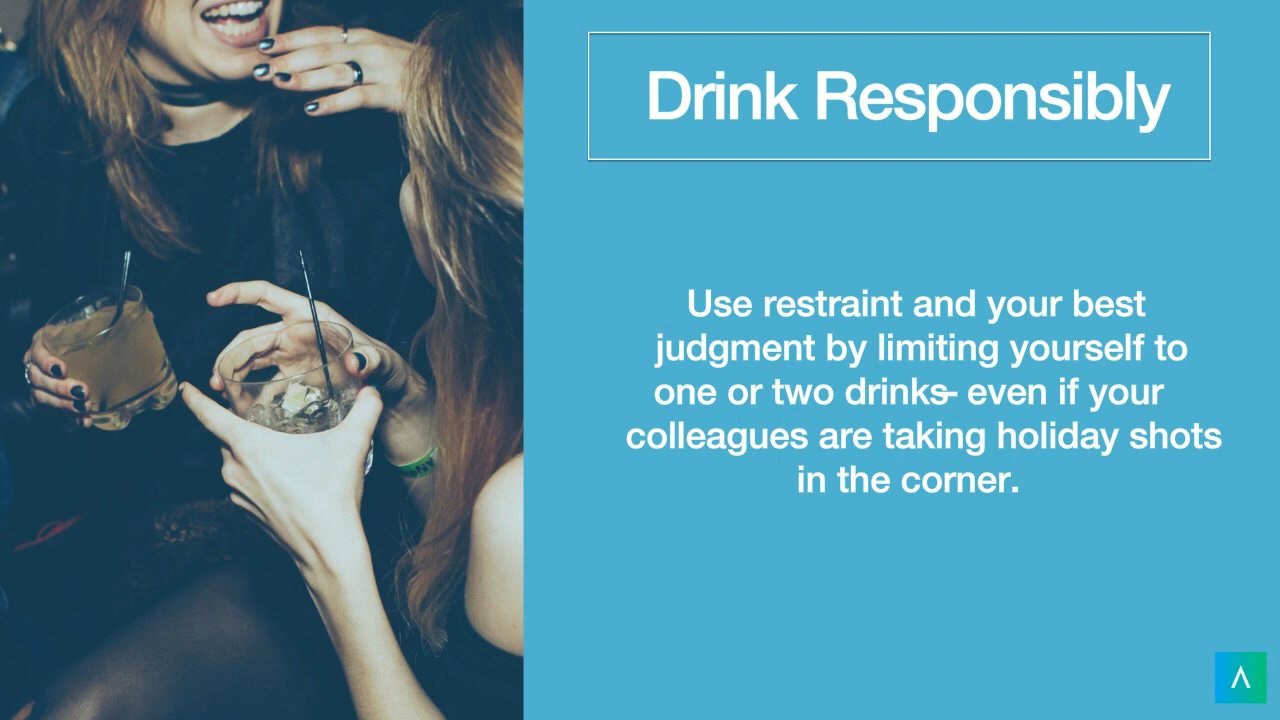 Drink Responsibly
Use restraint and your best
judgment by limiting yourself to
one or two drinks- even if your
colleagues are taking holiday shots
in the corner.